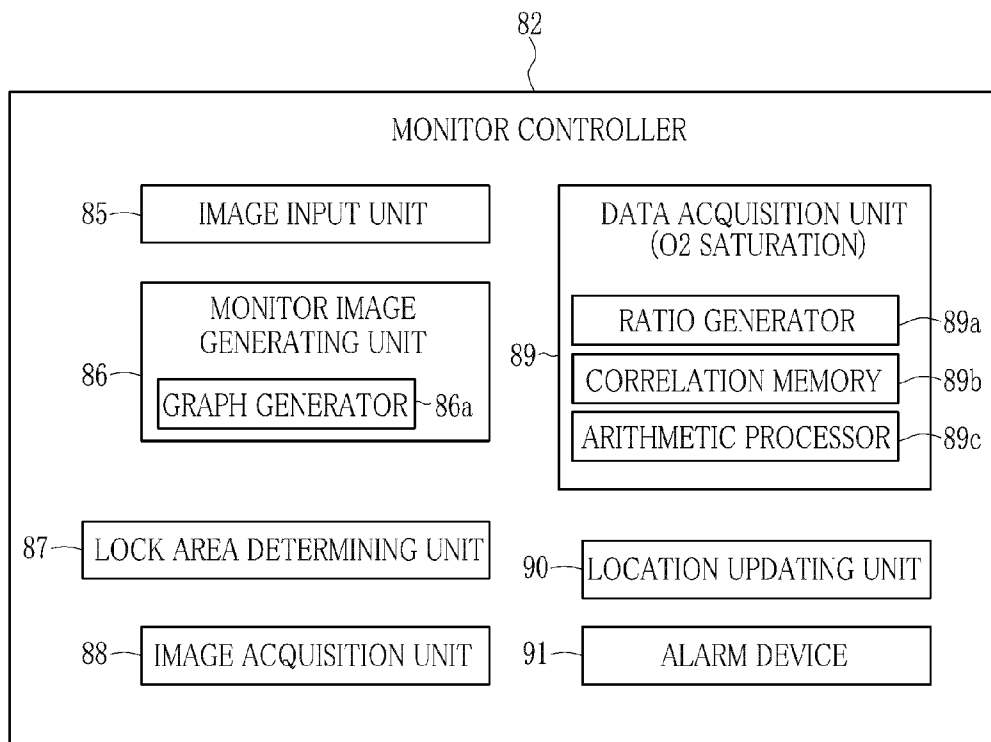 82
MONITOR CONTROLLER
85 IMAGE INPUT UNIT
86
MONITOR IMAGE
GENERATING UNIT
GRAPH GENERATOR 86a
87 LOCK AREA DETERMINING UNIT
88 IMAGE ACQUISITION UNIT
DATA ACQUISITION UNIT
(O2 SATURATION)
89
RATIO GENERATOR 89a
CORRELATION MEMORY 89b
ARITHMETIC PROCESSOR 89c
90 LOCATION UPDATING UNIT
91 ALARM DEVICE